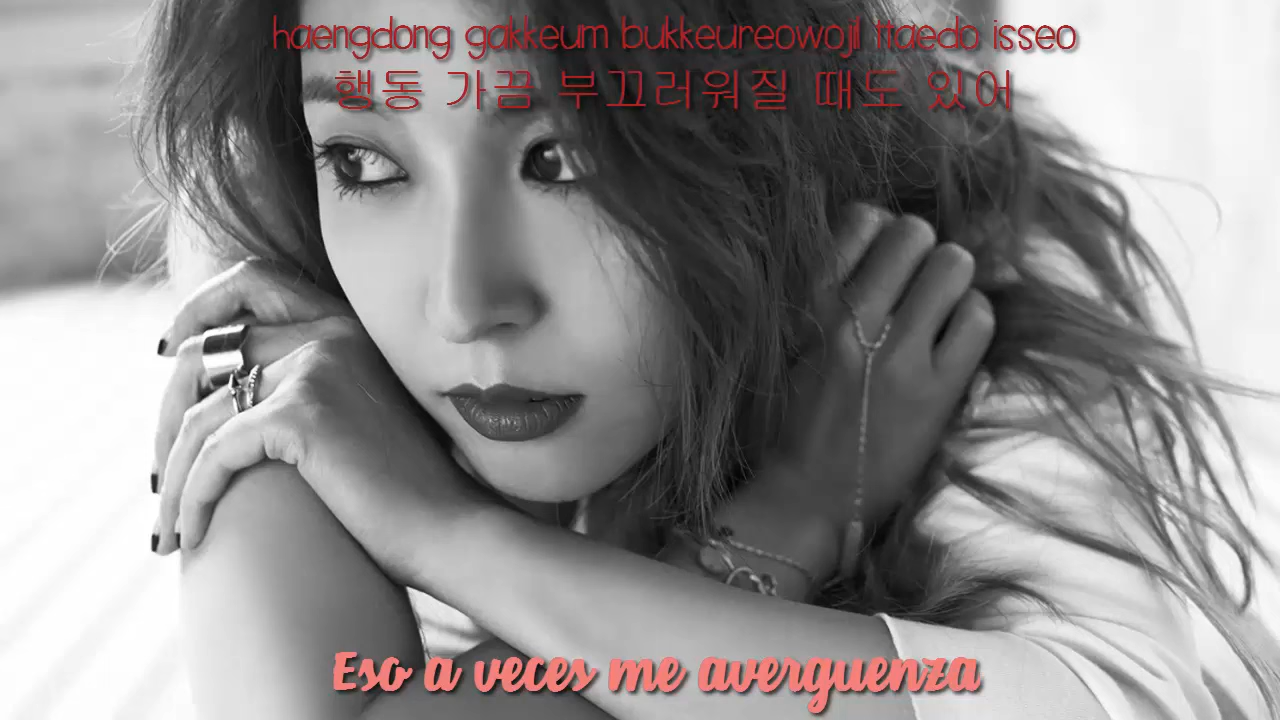 haengdong gakkeum bukkeureowojil ttaedo isseo
행동 가끔 부끄러워질 때도 있어
Eso a veces me averguenza